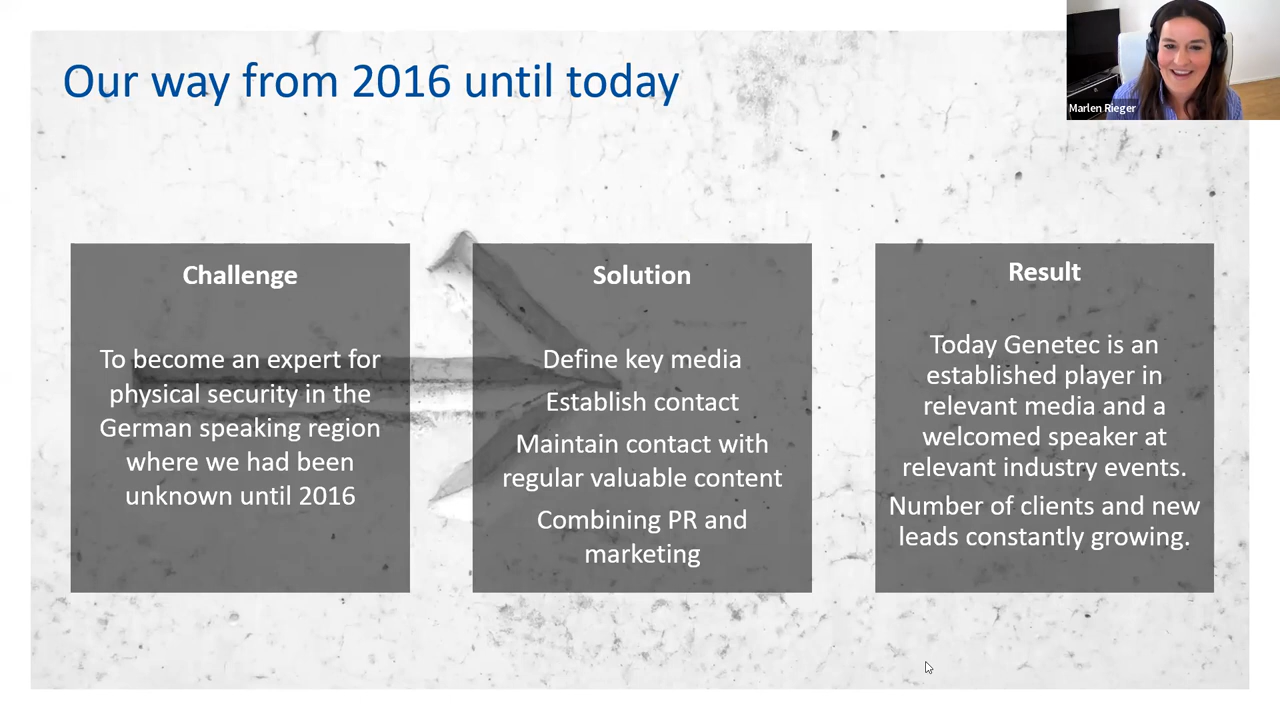 Our way from 2016 until today
Marlen Rieger
Challenge
To become an expert for
physical security in the
German speaking region
where we had been
unknown until 2016
Solution
Define key media
Establish contact
Maintain contact with
regular valuable content
Combining PR and
marketing
Result
Today Genetec is an
established player in
relevant media and a
welcomed speaker at
relevant industry events.
Number of clients and new
leads constantly growing.